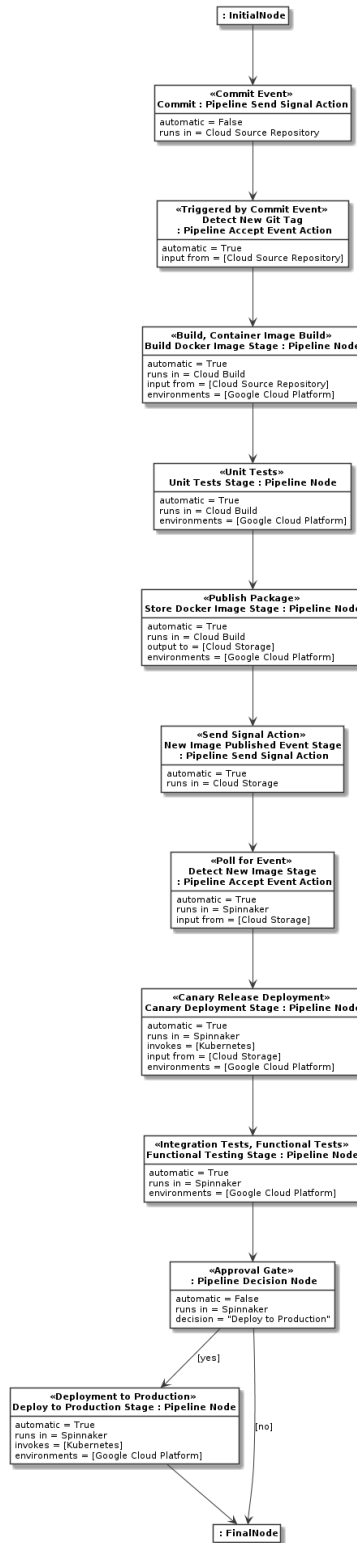 : InitialNode
«Commit Event»
Commit : Pipeline Send Signal Action
automatic = False
runs in = Cloud Source Repository
«Triggered by Commit Event»
Detect New Git Tag
: Pipeline Accept Event Action
automatic = True
input from = [Cloud Source Repository]
«Build, Container Image Build»
Build Docker Image Stage : Pipeline Node
automatic = True
runs in = Cloud Build
input from = [Cloud Source Repository]
environments = [Google Cloud Platform]
«Unit Tests»
Unit Tests Stage : Pipeline Node
automatic = True
runs in = Cloud Build
environments = [Google Cloud Platform]
«Publish Package»
Store Docker Image Stage : Pipeline Node
automatic = True
runs in = Cloud Build
output to = [Cloud Storage]
environments = [Google Cloud Platform]
«Send Signal Action»
New Image Published Event Stage
: Pipeline Send Signal Action
automatic = True
runs in = Cloud Storage
«Poll for Event»
Detect New Image Stage
: Pipeline Accept Event Action
automatic = True
runs in = Spinnaker
input from = [Cloud Storage]
«Canary Release Deployment»
Canary Deployment Stage : Pipeline Node
automatic = True
runs in = Spinnaker
invokes = [Kubernetes]
input from = [Cloud Storage]
environments = [Google Cloud Platform]
«Integration Tests, Functional Tests»
Functional Testing Stage : Pipeline Node
automatic = True
runs in = Spinnaker
environments = [Google Cloud Platform]
«Approval Gate»
: Pipeline Decision Node
automatic = False
runs in = Spinnaker
decision = "Deploy to Production"
[yes]
«Deployment to Production»
Deploy to Production Stage : Pipeline Node
automatic = True
runs in = Spinnaker
invokes = [Kubernetes]
environments = [Google Cloud Platform]
[no]
: FinalNode